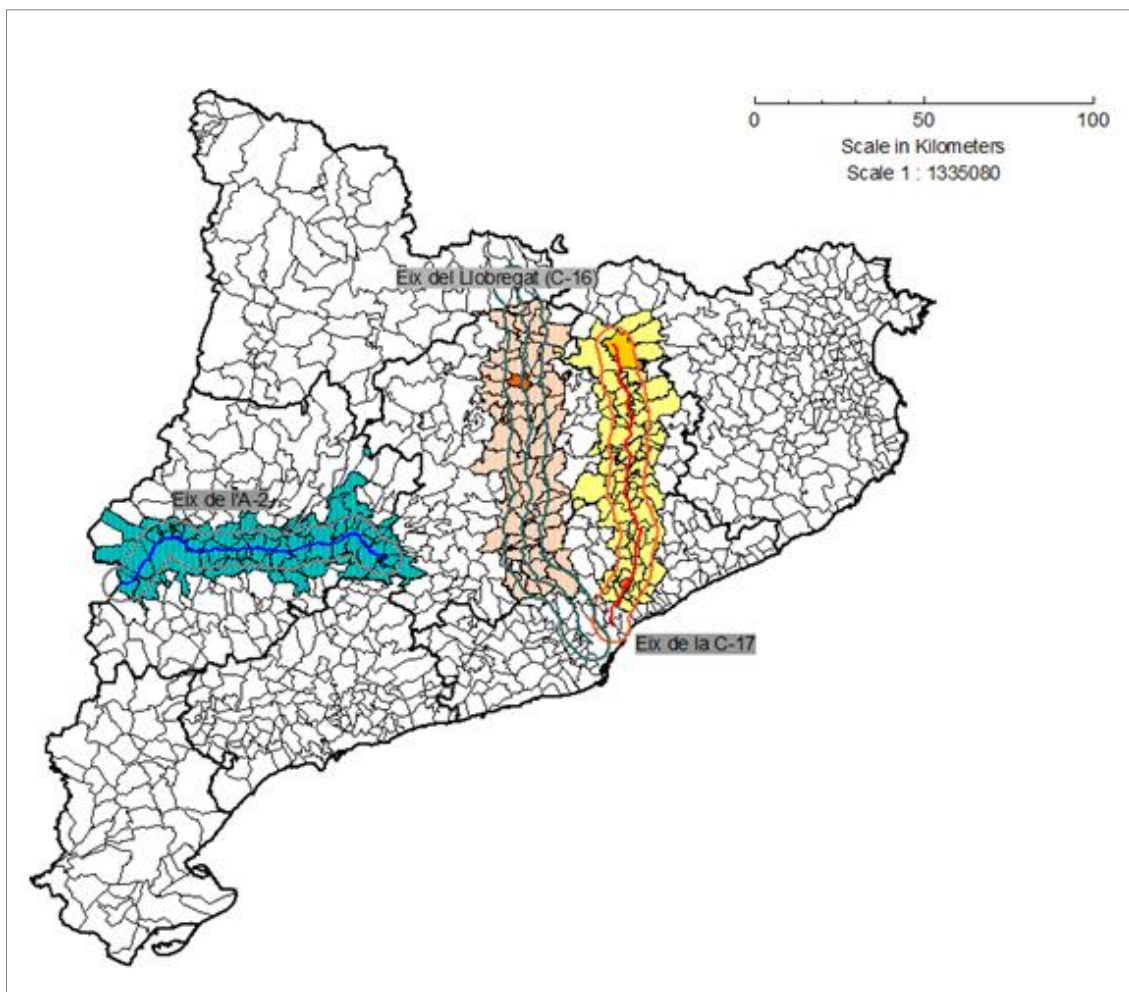 0 50 100
Scale in Kilometers
Scale 1 : 1335080
Eix del Llobregat (C-16)
Eix de l'A-2
Eix de la C-17